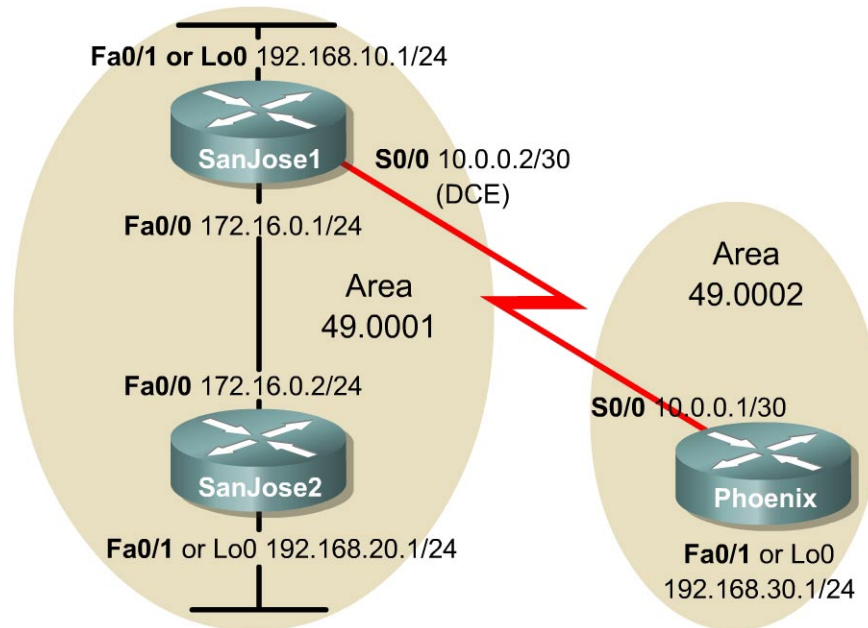 Fa0/1 or Lo0 192.168.10.1/24
SanJose1
S0/0 10.0.0.2/30
(DCE)
Fa0/0 172.16.0.1/24
Area
49.0001
Area
49.0002
Fa0/0 172.16.0.2/24
S0/0 10.0.0.1/30
SanJose2
Phoenix
Fa0/1 or Lo0 192.168.20.1/24
Fa0/1 or Lo0
192.168.30.1/24